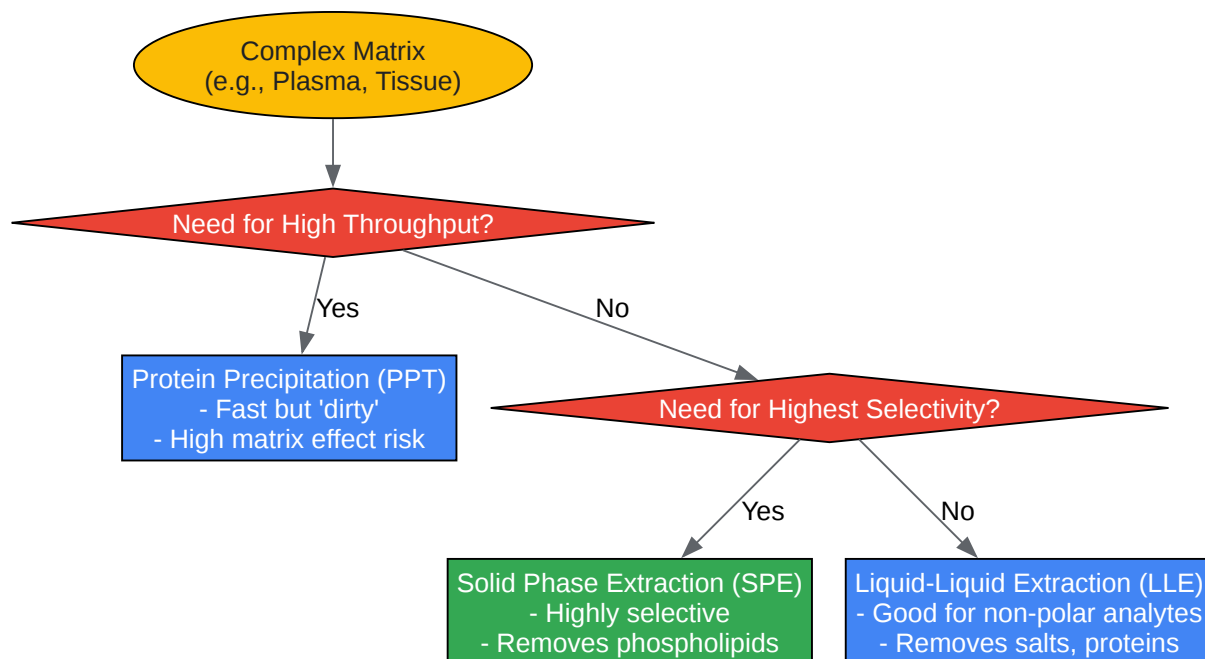 Complex Matrix
(e.g., Plasma, Tissue)
Need for High Throughput?
Yes
No
Protein Precipitation (PPT)
- Fast but 'dirty'
- High matrix effect risk
Need for Highest Selectivity?
Yes
No
Solid Phase Extraction (SPE)
- Highly selective
- Removes phospholipids
Liquid-Liquid Extraction (LLE)
- Good for non-polar analytes
- Removes salts, proteins